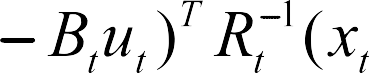 − B_t u_t )^T R_t^{-1} (x_t